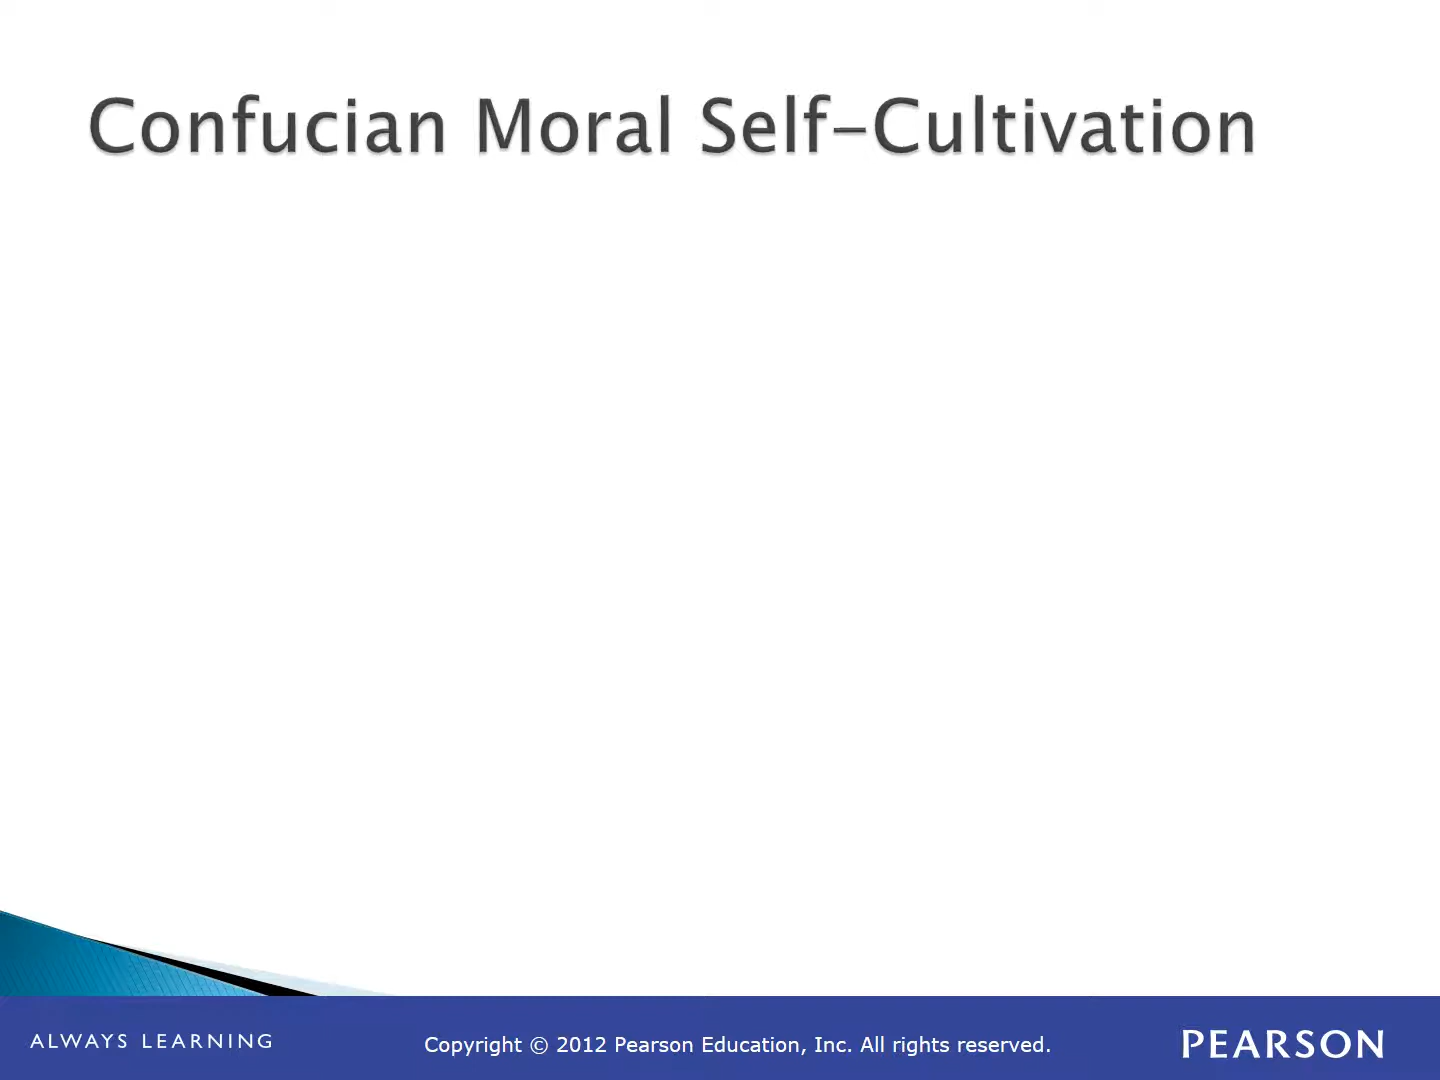 Confucian Moral Self-Cultivation
ALWAYS LEARNING
Copyright © 2012 Pearson Education, Inc. All rights reserved.
PEARSON